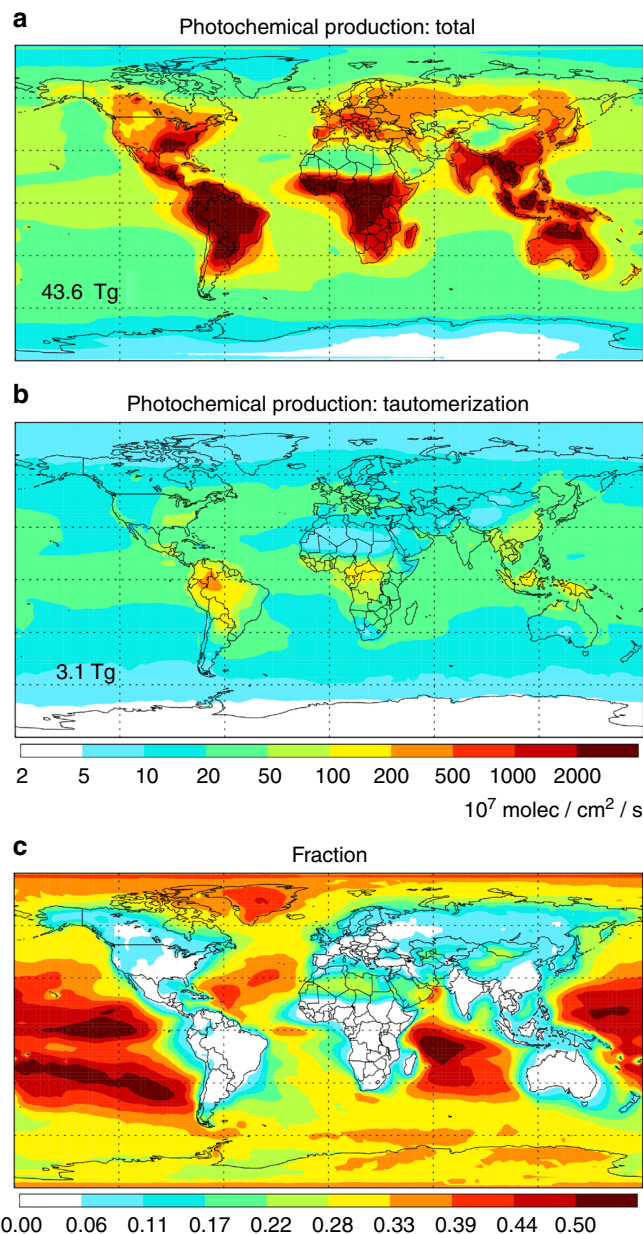 a
Photochemical production: total
43.6 Tg
b
Photochemical production: tautomerization
3.1 Tg
2 5 10 20 50 100 200 500 1000 2000
10⁷ molec / cm² / s
c
Fraction
0.00 0.06 0.11 0.17 0.22 0.28 0.33 0.39 0.44 0.50